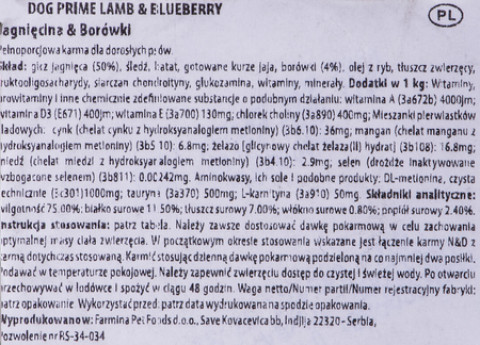 DOG PRIME LAMB & BLUEBERRY
PL
Jagnięcina & Borówki
Pełnoporcjowa karma dla dorosłych psów.
Skład: gicz jagnięca (50%), śledź, batat, gotowane kurze jaja, borówki (4%), olej z ryb, tłuszcz zwierzęcy,
fruktooligosacharydy, siarczan chondroityny, glukozamina, witaminy, minerały. Dodatki w 1 kg: Witaminy,
prowitaminy i inne chemicznie zdefiniowane substancje o podobnym działaniu: witamina A (3a672b) 4000jm;
witamina D3 (E671) 400jm; witamina E (3a700) 130mg; chlorek choliny (3a890) 400mg; Mieszanki pierwiastków
śladowych: cynk (chelat cynku z hydroksyanalogiem metioniny) (3b6.10): 36mg; mangan (chelat manganu z
hydroksyanalogiem metioniny) (3b5 10): 6.8mg; żelazo (glicynowy chelat żelaza(II) hydrat) (3b108): 16.8mg;
miedź (chelat miedzi z hydroksyanalogiem metioniny) (3b4.10): 2.9mg; selen (drożdże inaktywowane
wzbogacone selenem) (3b811): 0.00242mg. Aminokwasy, ich sole i podobne produkty: DL-metionina, czysta
technicznie (3c301)1000mg; tauryna (3a370) 500mg; L-karnityna (3a910) 50mg. Składniki analityczne:
wilgotność 75.00%; białko surowe 11.50%; tłuszcz surowy 7.00%; włókno surowe 0.80%; popiół surowy 2.40%.
Instrukcja stosowania: patrz tabela. Należy zawsze dostosować dawkę pokarmową w celu zachowania
optymalnej masy ciała zwierzęcia. W początkowym okresie stosowania wskazane jest łączenie karmy N&D z
karmą dotychczas stosowaną. Karmić stosując dzienną dawkę pokarmową podzieloną na co najmniej dwa posiłki.
Podawać w temperaturze pokojowej. Należy zapewnić zwierzęciu dostęp do czystej i świeżej wody. Po otwarciu
przechowywać w lodówce i spożyć w ciągu 48 godzin. Waga netto/Numer partii/Numer rejestracyjny fabryki:
patrz opakowanie. Wykorzystać przed: patrz data wydrukowana na spodzie opakowania.
Wyprodukowano: Farmina Pet Foods d.o.o., Save Kovacevica bb, Indjija 22320 - Serbia,
Pozwolenie nr RS-34-034